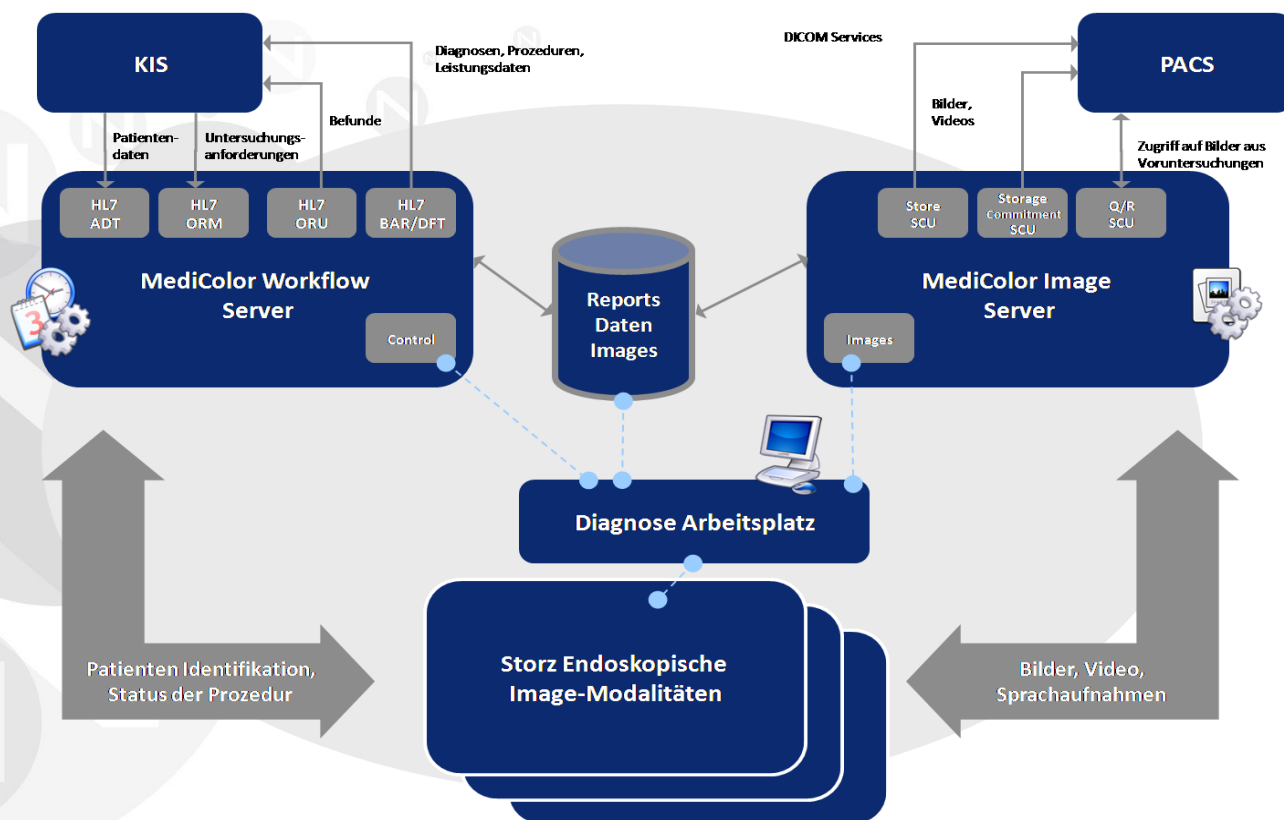 KIS
Diagnosen, Prozeduren,
Leistungsdaten
DICOM Services
PACS
Patienten-
daten
Untersuchungs-
anforderungen
Befunde
Bilder,
Videos
Zugriff auf Bilder aus
Voruntersuchungen
HL7
ADT
HL7
ORM
HL7
ORU
HL7
BAR/DFT
Store
SCU
Storage
Commitment
SCU
Q/R
SCU
MediColor Workflow
Server
3
Control
Reports
Daten
Images
MediColor Image
Server
Images
Diagnose Arbeitsplatz
Patienten Identifikation,
Status der Prozedur
Storz Endoskopische
Image-Modalitäten
Bilder, Video,
Sprachaufnahmen